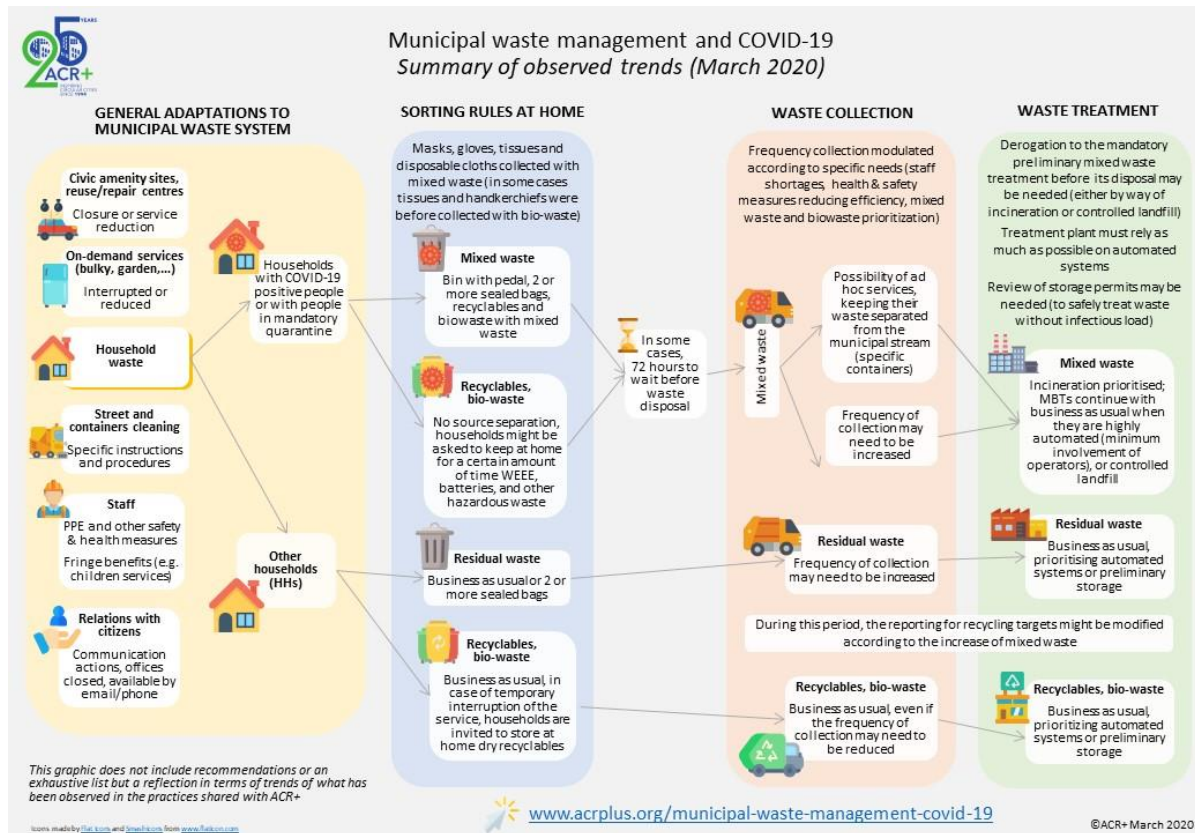 25 YEARS
ACR+
Municipal waste management and COVID-19
Summary of observed trends (March 2020)
GENERAL ADAPTATIONS TO
MUNICIPAL WASTE SYSTEM
Civic amenity sites,
reuse/repair centres
Closure or service
reduction
On-demand services
(bulky, garden,...)
Interrupted or
reduced
Household
waste
Street and
containers cleaning
Specific instructions
and procedures
Staff
PPE and other safety
& health measures
Fringe benefits (e.g.
children services)
Relations with
citizens
Communication
actions, offices
closed, available by
email/phone
Households
with COVID-19
positive people
or with people
in mandatory
quarantine
Other
households
(HHs)
SORTING RULES AT HOME
Masks, gloves, tissues and
disposable cloths collected with
mixed waste (in some cases
tissues and handkerchiefs were
before collected with bio-waste)
Mixed waste
Bin with pedal, 2 or
more sealed bags,
recyclables and
biowaste with mixed
waste
Recyclables,
bio-waste
No source separation,
households might be
asked to keep at home
for a certain amount
of time WEEE,
batteries, and other
hazardous waste
Residual waste
Business as usual or 2 or
more sealed bags
Recyclables,
bio-waste
Business as usual, in
case of temporary
interruption of the
service, households are
invited to store at
home dry recyclables
In some
cases,
72 hours to
wait before
waste
disposal
WASTE COLLECTION
Frequency collection modulated
according to specific needs (staff
shortages, health & safety
measures reducing efficiency, mixed
waste and biowaste prioritization)
Mixed waste
Possibility of ad
hoc services,
keeping their
waste separated
from the
municipal stream
(specific
containers)
Frequency of
collection may
need to be
increased
Residual waste
Frequency of collection
may need to be increased
During this period, the reporting for recycling targets might be modified
according to the increase of mixed waste
Recyclables, bio-waste
Business as usual, even if
the frequency of
collection may need to
be reduced
WASTE TREATMENT
Derogation to the mandatory
preliminary mixed waste
treatment before its disposal may
be needed (either by way of
incineration or controlled landfill)
Treatment plant must rely as
much as possible on automated
systems
Review of storage permits may be
needed (to safely treat waste
without infectious load)
Mixed waste
Incineration prioritised;
MBTs continue with
business as usual when
they are highly
automated (minimum
involvement of
operators), or controlled
landfill
Residual waste
Business as usual,
prioritising automated
systems or preliminary
storage
Recyclables, bio-waste
Business as usual,
prioritizing automated
systems or preliminary
storage
This graphic does not include recommendations or an
exhaustive list but a reflection in terms of trends of what has
been observed in the practices shared with ACR+
Icons made by Flat Icons and Smashicons from www.flaticon.com
www.acrplus.org/municipal-waste-management-covid-19
©ACR+ March 2020